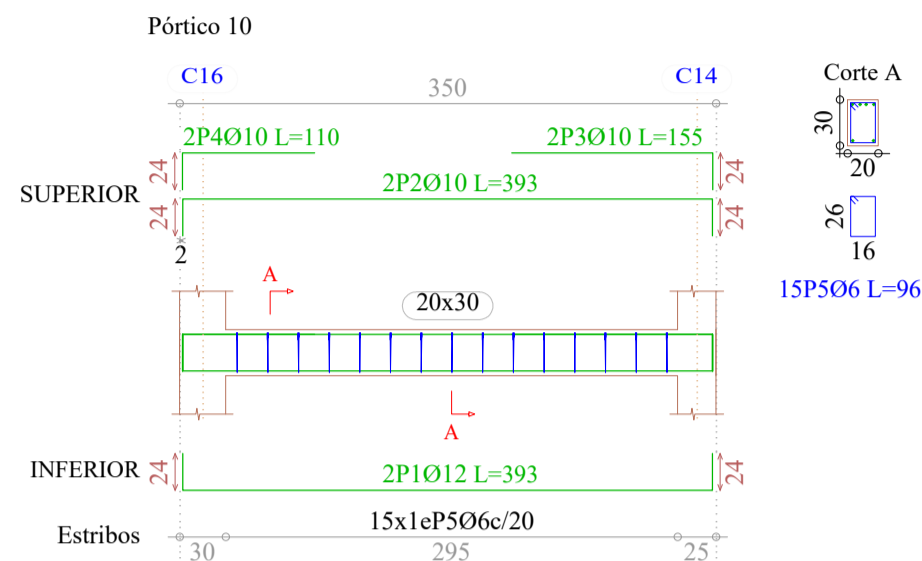 Pórtico 10
C16
C14
Corte A
350
2P4Ø10 L=110
2P3Ø10 L=155
30
20
24
24
SUPERIOR
2P2Ø10 L=393
24
24
2
26
16
A
20x30
15P5Ø6 L=96
A
INFERIOR
24
2P1Ø12 L=393
24
Estribos
15x1eP5Ø6c/20
30
295
25